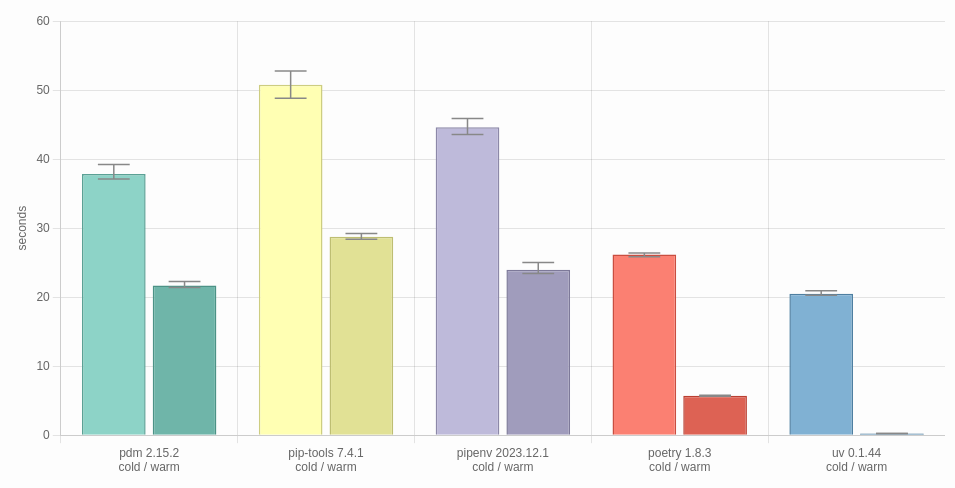 60
50
40
30
20
10
0
seconds
pdm 2.15.2
cold / warm
pip-tools 7.4.1
cold / warm
pipenv 2023.12.1
cold / warm
poetry 1.8.3
cold / warm
uv 0.1.44
cold / warm